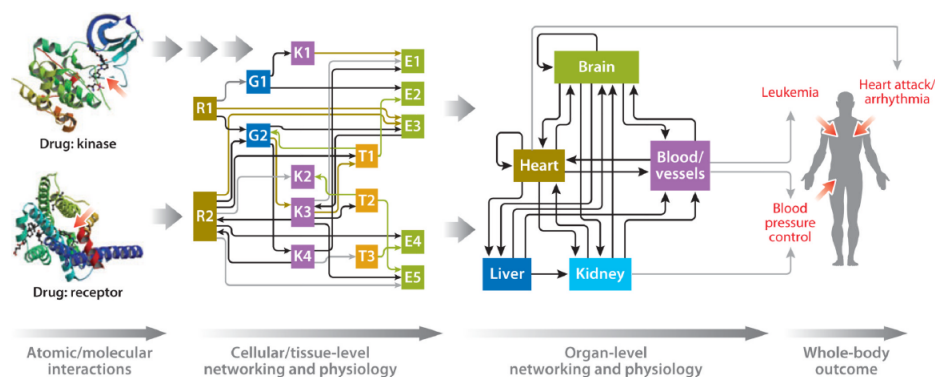 Drug: kinase
Drug: receptor
R1
R2
G1
G2
K1
K2
K3
K4
T1
T2
T3
E1
E2
E3
E4
E5
Brain
Heart
Blood/
vessels
Liver
Kidney
Leukemia
Heart attack/
arrhythmia
Blood
pressure
control
Atomic/molecular
interactions
Cellular/tissue-level
networking and physiology
Organ-level
networking and physiology
Whole-body
outcome